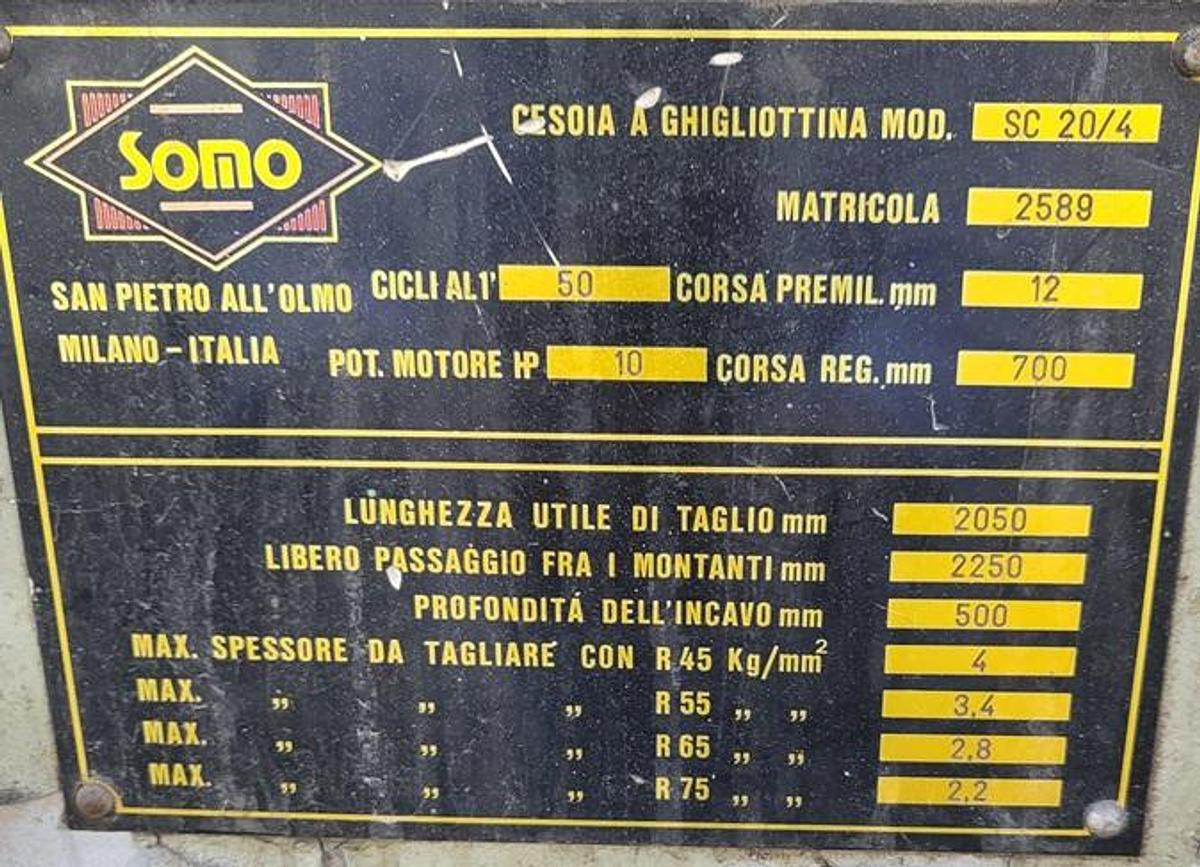 SOMO
CESOIA A GHIGLIOTTINA MOD. SC 20/4
MATRICOLA 2589
SAN PIETRO ALL'OLMO
MILANO - ITALIA
CICLI AL 1' 50 CORSA PREMIL. mm 12
POT. MOTORE HP 10 CORSA REG. mm 700
LUNGHEZZA UTILE DI TAGLIO mm 2050
LIBERO PASSAGGIO FRA I MONTANTI mm 2250
PROFONDITÁ DELL'INCAVO mm 500
MAX. SPESSORE DA TAGLIARE CON R 45 Kg/mm² 4
MAX. „ „ „ R 55 „ „ 3,4
MAX. „ „ „ R 65 „ „ 2,8
MAX. „ „ „ R 75 „ „ 2,2